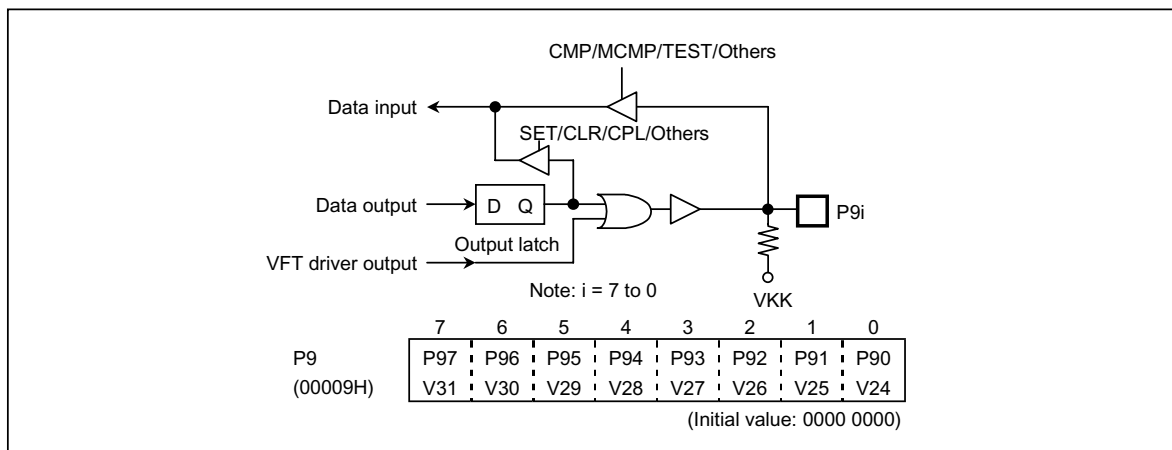 CMP/MCMP/TEST/Others
Data input
SET/CLR/CPL/Others
Data output
D Q
P9i
Output latch
VFT driver output
Note: i = 7 to 0
VKK
7 6 5 4 3 2 1 0
P9 P97 P96 P95 P94 P93 P92 P91 P90
(00009H) V31 V30 V29 V28 V27 V26 V25 V24
(Initial value: 0000 0000)